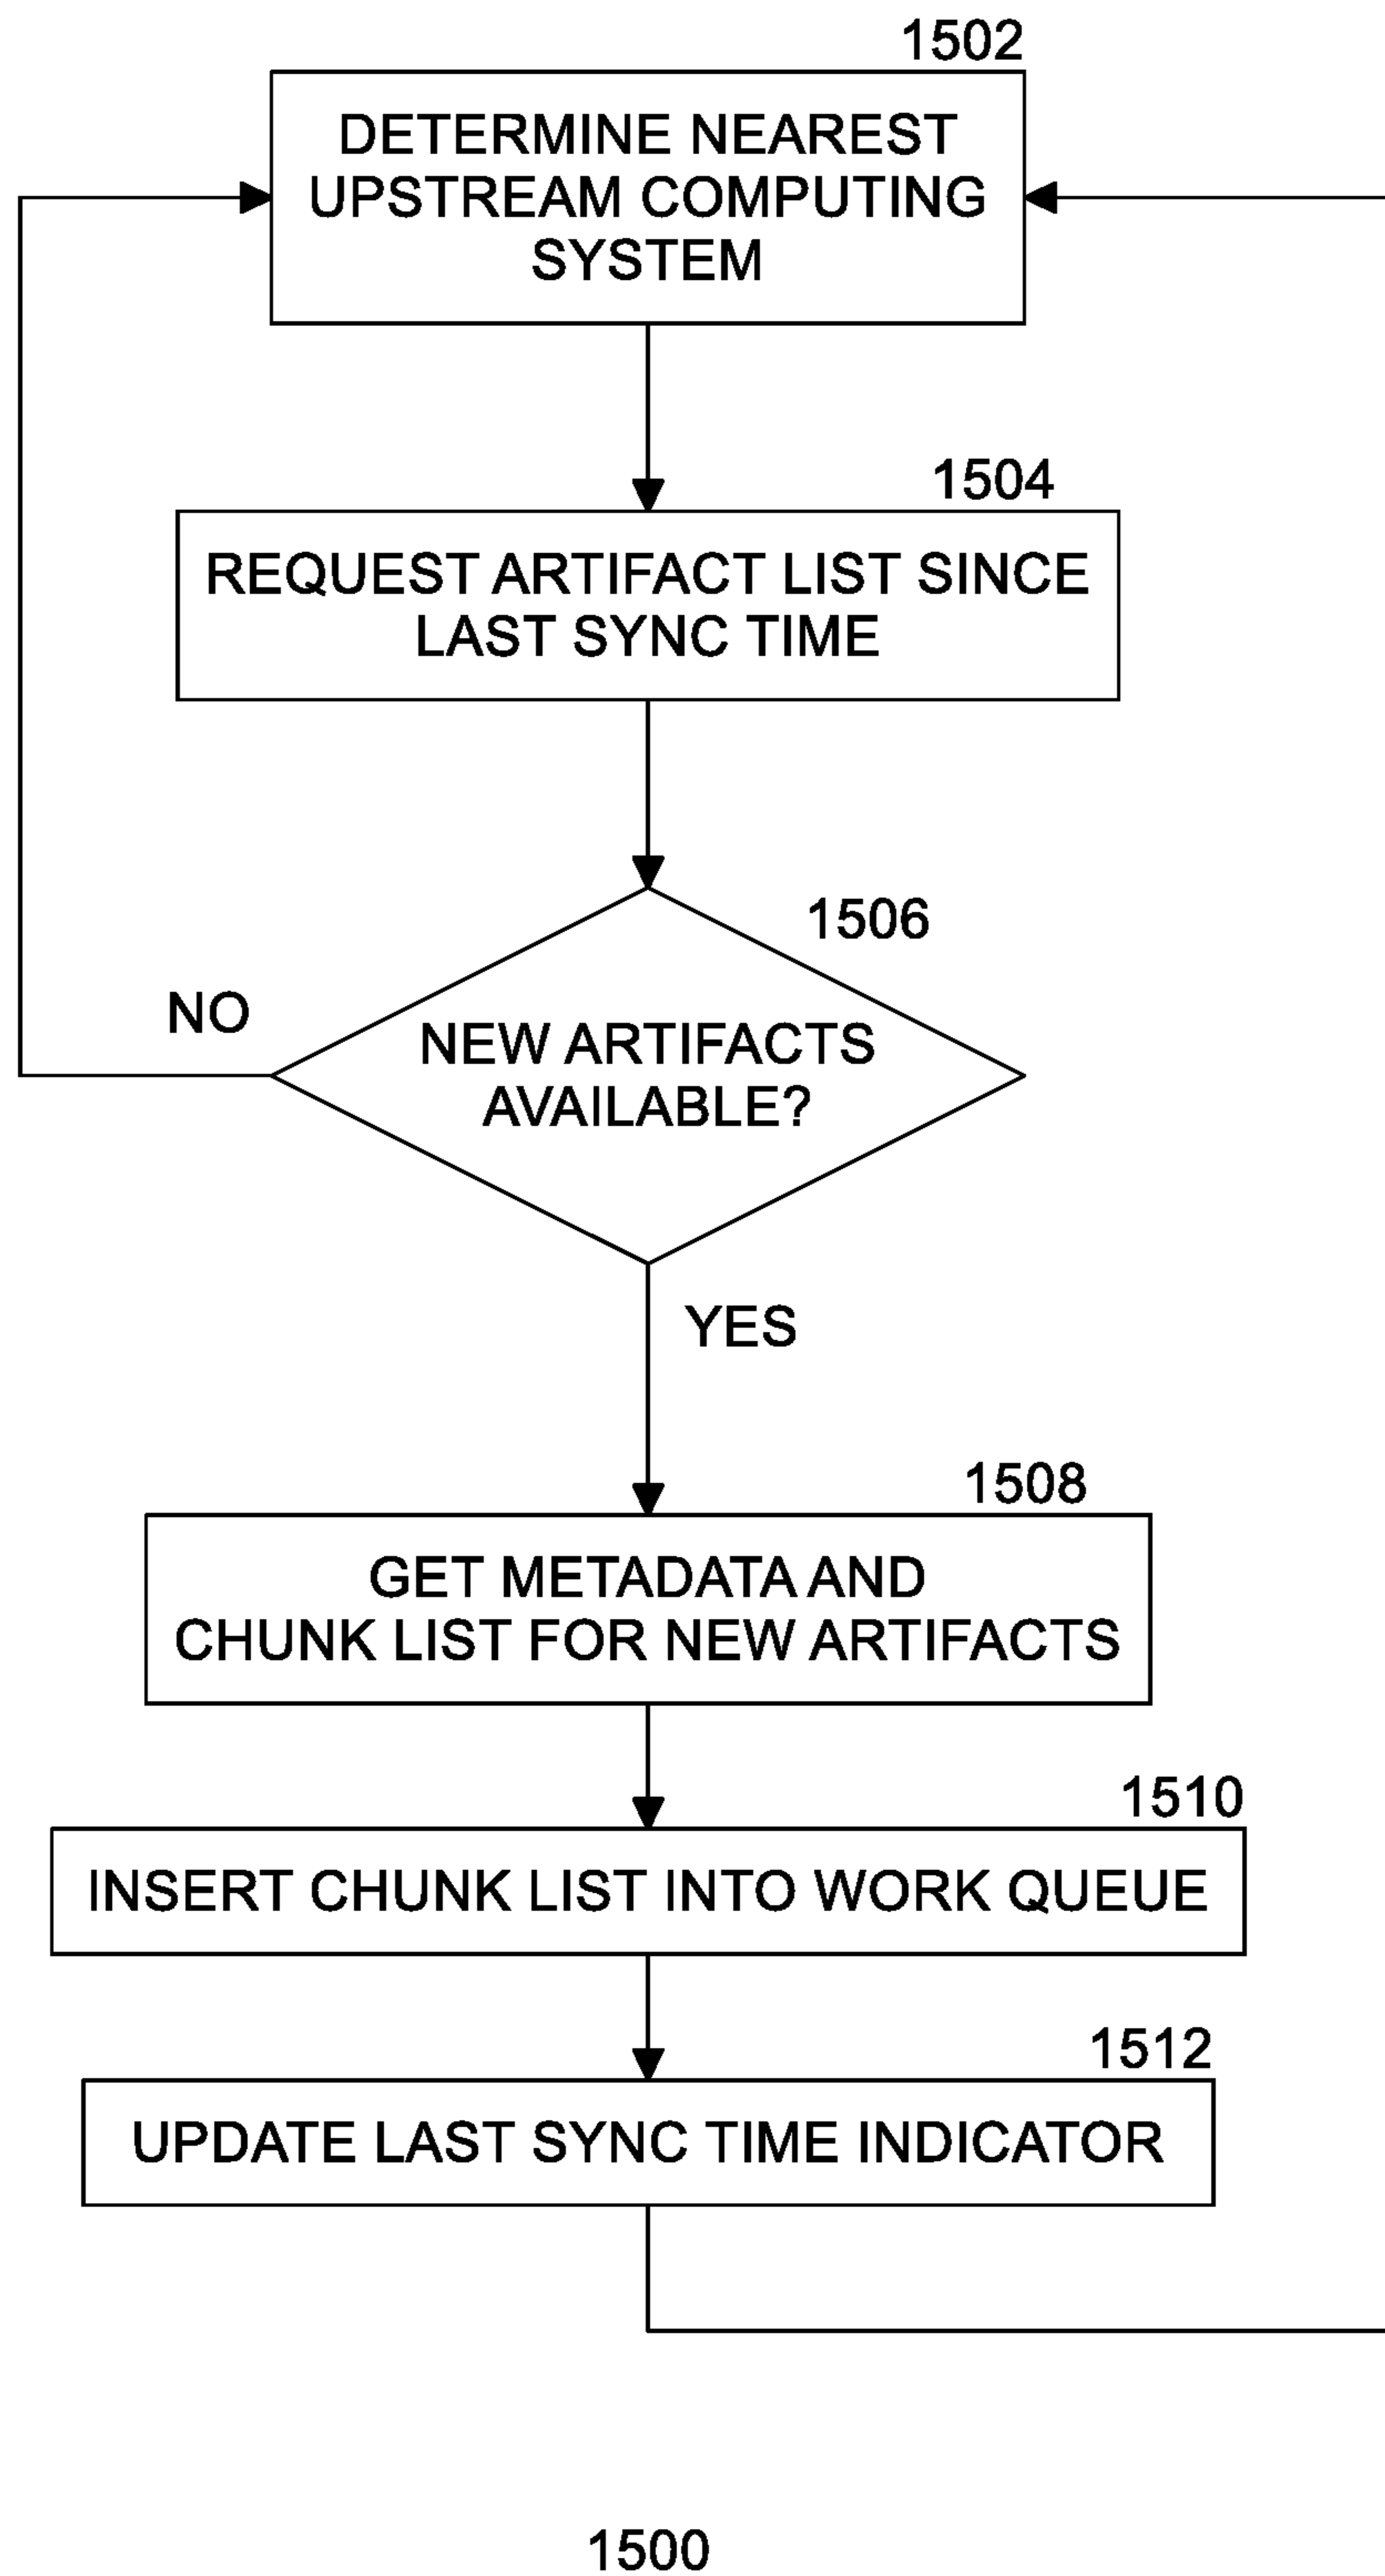 1502
DETERMINE NEAREST
UPSTREAM COMPUTING
SYSTEM
1504
REQUEST ARTIFACT LIST SINCE
LAST SYNC TIME
1506
NO
NEW ARTIFACTS
AVAILABLE?
YES
1508
GET METADATA AND
CHUNK LIST FOR NEW ARTIFACTS
1510
INSERT CHUNK LIST INTO WORK QUEUE
1512
UPDATE LAST SYNC TIME INDICATOR
1500